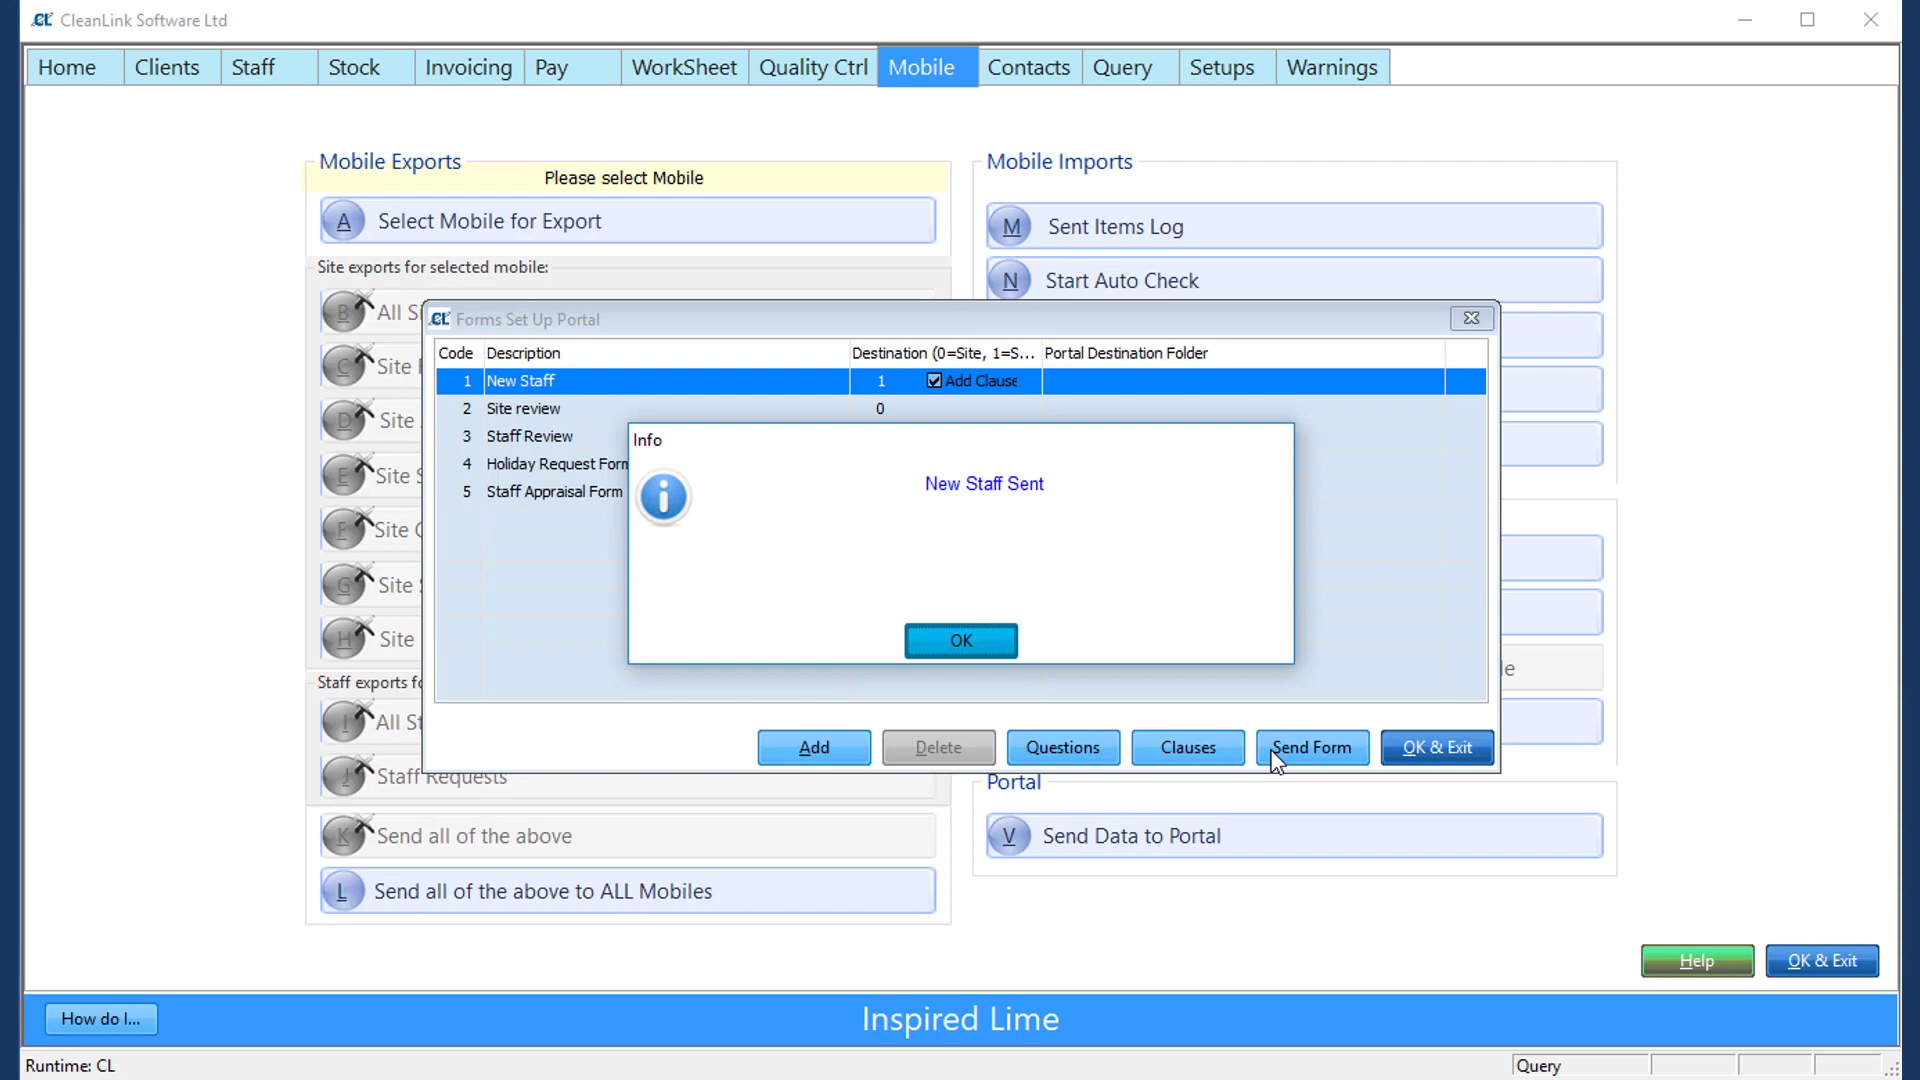 CL CleanLink Software Ltd
Home Clients Staff Stock Invoicing Pay WorkSheet Quality Ctrl Mobile Contacts Query Setups Warnings
Mobile Exports
Please select Mobile
A Select Mobile for Export
Site exports for selected mobile:
B All
C Site
D Site
E Site
F Site
G Site
H Site
Staff exports
I All
J Staff Requests
K Send all of the above
L Send all of the above to ALL Mobiles
Mobile Imports
M Sent Items Log
N Start Auto Check
CL Forms Set Up Portal
Code Description Destination (0=Site, 1=S... Portal Destination Folder
1 New Staff 1 Add Clause
2 Site review 0
3 Staff Review
4 Holiday Request Form
5 Staff Appraisal Form
Info
New Staff Sent
OK
Add Delete Questions Clauses Send Form OK & Exit
Portal
V Send Data to Portal
Help OK & Exit
How do I... Inspired Lime
Runtime: CL Query